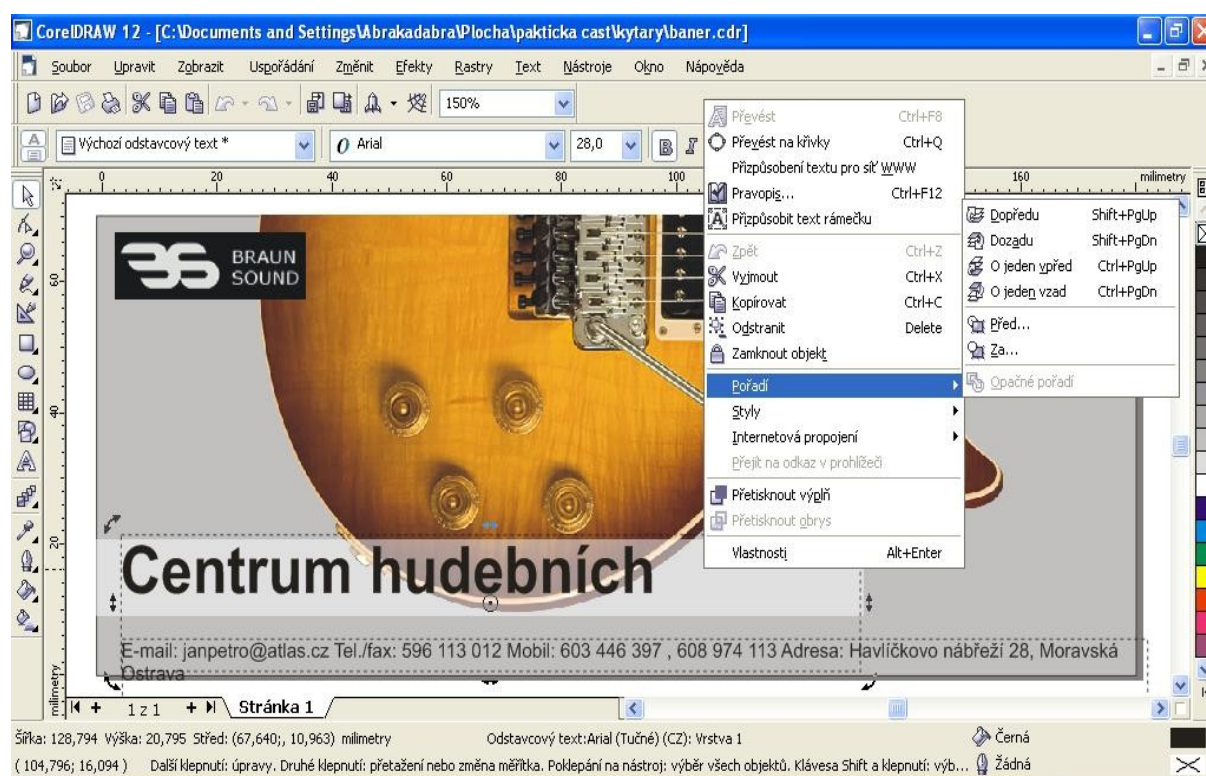 CorelDRAW 12 - [C:\Documents and Settings\Abrakadabra\Plocha\pakticka cast\kytary\baner.cdr]
Soubor Upravit Zobrazit Uspořádání Změnit Efekty Rastry Text Nástroje Okno Nápověda
150%
Výchozí odstavcový text * Arial 28,0 B I
0 20 40 60 80 100 160 milimetry
Převést Ctrl+F8
Převést na křivky Ctrl+Q
Přizpůsobení textu pro síť WWW
Pravopis... Ctrl+F12
Přizpůsobit text rámečku
Zpět Ctrl+Z
Vyjmout Ctrl+X
Kopírovat Ctrl+C
Odstranit Delete
Zamknout objekt
Pořadí
Styly
Internetová propojení
Přejít na odkaz v prohlížeči
Přetisknout výplň
Přetisknout obrys
Vlastnosti Alt+Enter
Dopředu Shift+PgUp
Dozadu Shift+PgDn
O jeden vpřed Ctrl+PgUp
O jeden vzad Ctrl+PgDn
Před...
Za...
Opačné pořadí
60
40
20
milimetry
BRAUN
SOUND
Centrum hudebních
E-mail: janpetro@atlas.cz Tel./fax: 596 113 012 Mobil: 603 446 397 , 608 974 113 Adresa: Havlíčkovo nábřeží 28, Moravská
Ostrava
1 z 1 Stránka 1
Šířka: 128,794 Výška: 20,795 Střed: (67,640; 10,963) milimetry Odstavcový text:Arial (Tučné) (CZ): Vrstva 1 Černá
( 104,796; 16,094 ) Další klepnutí: úpravy. Druhé klepnutí: přetažení nebo změna měřítka. Poklepání na nástroj: výběr všech objektů. Klávesa Shift a klepnutí: výb... Žádná